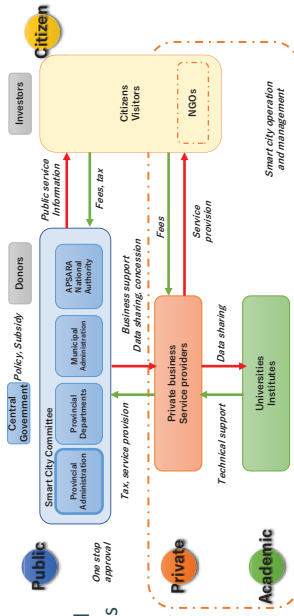 Central
Government
Policy, Subsidy
Donors
Investors
Citizen
Public
One stop
approval
Smart City Committee
Provincial
Administration
Provincial
Departments
Municipal
Administration
APSARA
National
Authority
Public service
Information
Fees, tax
Citizens
Visitors
NGOs
Tax, service provision
Business support
Data sharing, concession
Fees
Service
provision
Private
Private business
Service providers
Technical support
Data sharing
Academic
Universities
Institutes
Smart city operation
and management